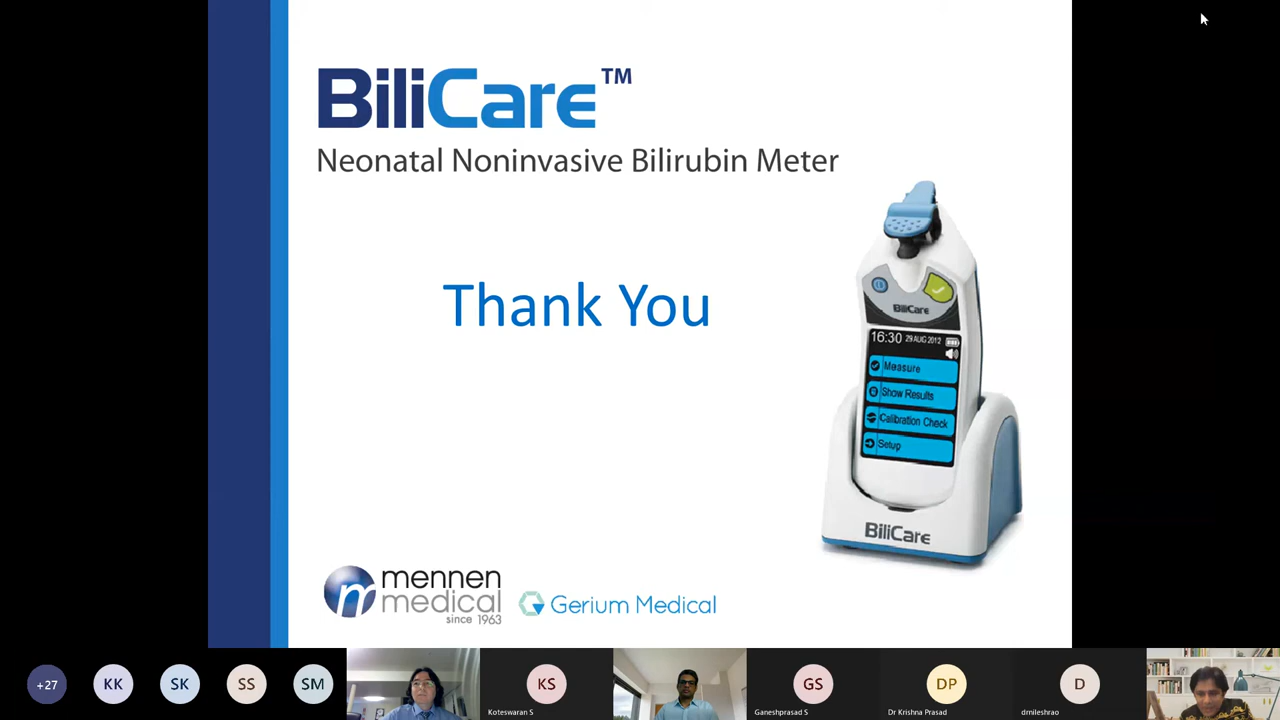 BiliCare™
Neonatal Noninvasive Bilirubin Meter
Thank You
BiliCare
16:30 29 AUG 2012
Measure
Show Results
Calibration Check
Setup
BiliCare
mennen
medical
since 1963
Gerium Medical
+27
KK
SK
SS
SM
KS
Koteswaran S
GS
Ganeshprasad S
DP
Dr Krishna Prasad
D
drnileshrao